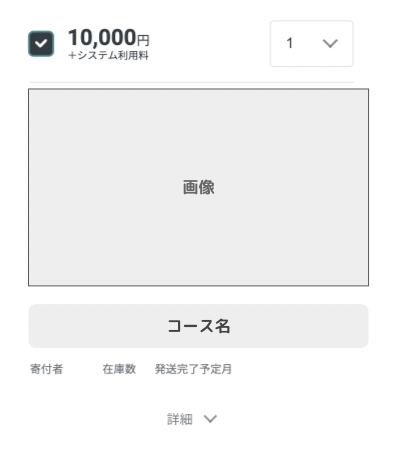 10,000円
+システム利用料
1
画像
コース名
寄付者 在庫数 発送完了予定月
詳細